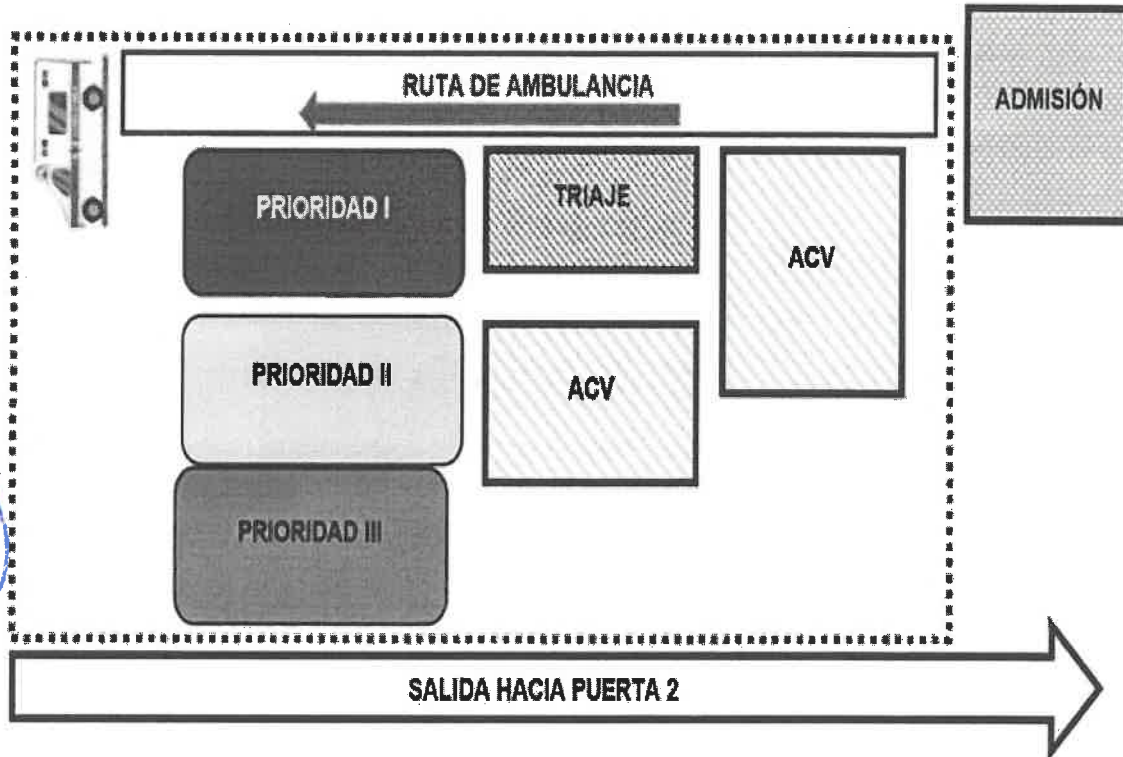 RUTA DE AMBULANCIA
ADMISIÓN
PRIORIDAD I
TRIAJE
ACV
PRIORIDAD II
ACV
PRIORIDAD III
SALIDA HACIA PUERTA 2